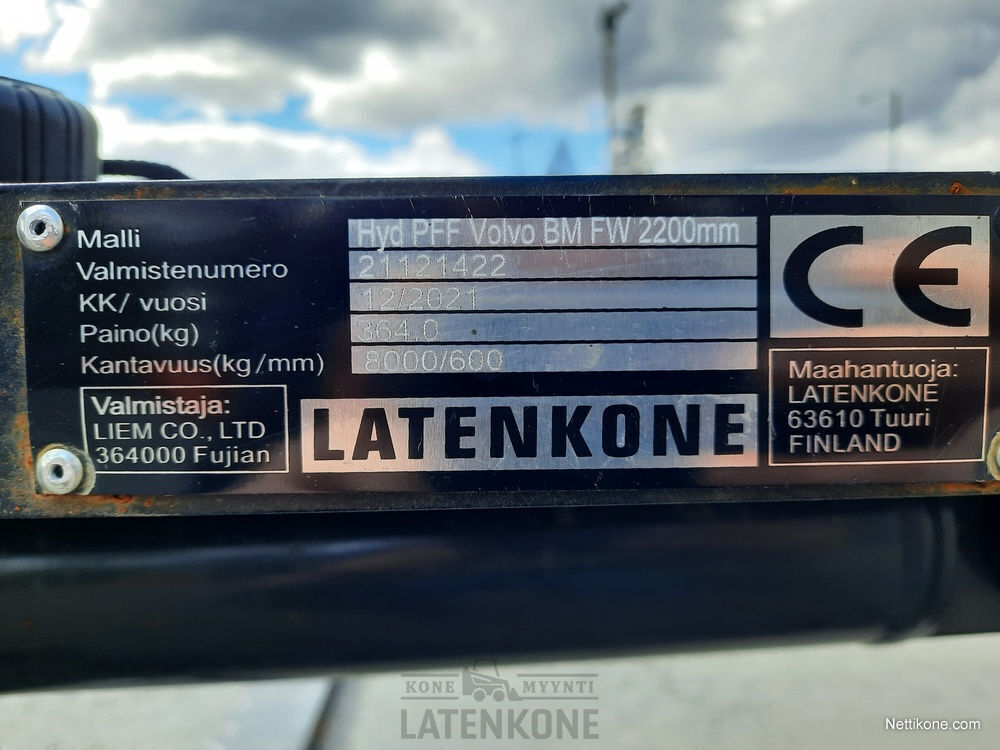 Malli Hyd PFF Volvo BM FW 2200mm
Valmistenumero 21121422
KK/ vuosi 12/2021
Paino(kg) 364.0
Kantavuus(kg/mm) 8000/600
CE
Valmistaja:
LIEM CO., LTD
364000 Fujian
LATENKONE
Maahantuoja:
LATENKONE
63610 Tuuri
FINLAND
KONE MYYNTI
LATENKONE
Nettikone.com